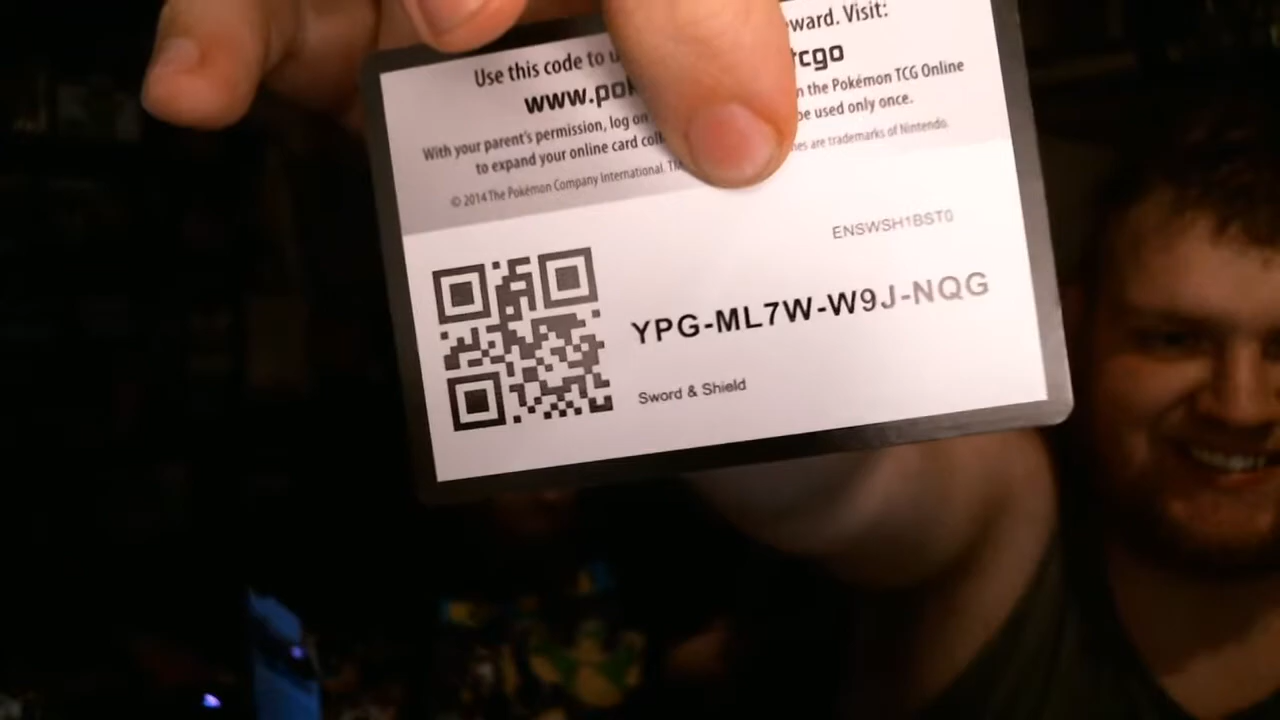 Use this code to ward. Visit:
www.pok tcgo
With your parent's permission, log on n the Pokémon TCG Online
to expand your online card coll be used only once.
© 2014 The Pokémon Company International. are trademarks of Nintendo.
ENSWSH1BST0
YPG-ML7W-W9J-NQG
Sword & Shield